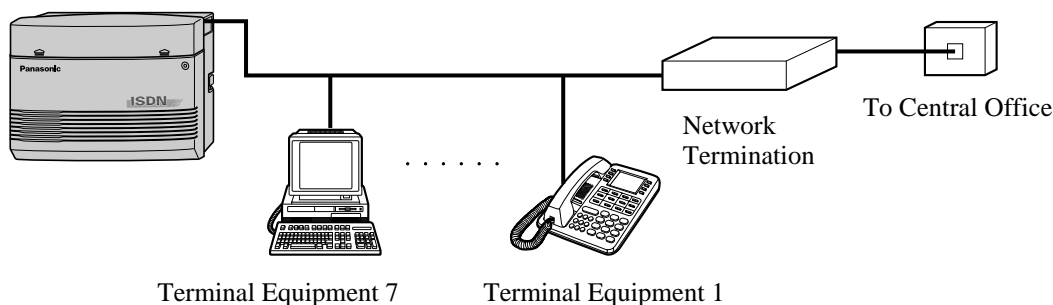 Panasonic
ISDN
To Central Office
Network
Termination
. . . . . .
Terminal Equipment 7
Terminal Equipment 1